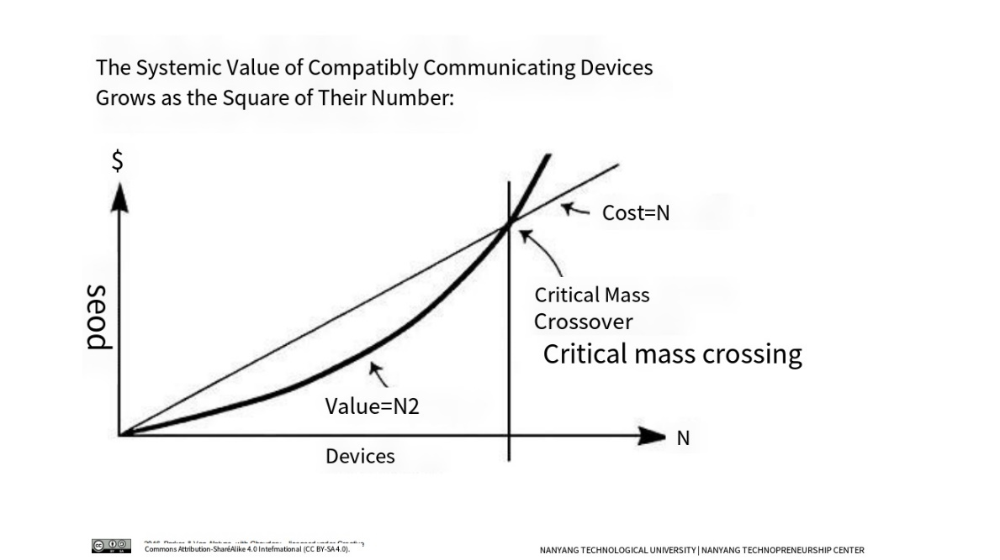 The Systemic Value of Compatibly Communicating Devices
Grows as the Square of Their Number:
$
seod
Cost=N
Critical Mass
Crossover
Critical mass crossing
Value=N2
N
Devices
Commons Attribution-ShareAlike 4.0 International (CC BY-SA 4.0).
NANYANG TECHNOLOGICAL UNIVERSITY | NANYANG TECHNOPRENEURSHIP CENTER